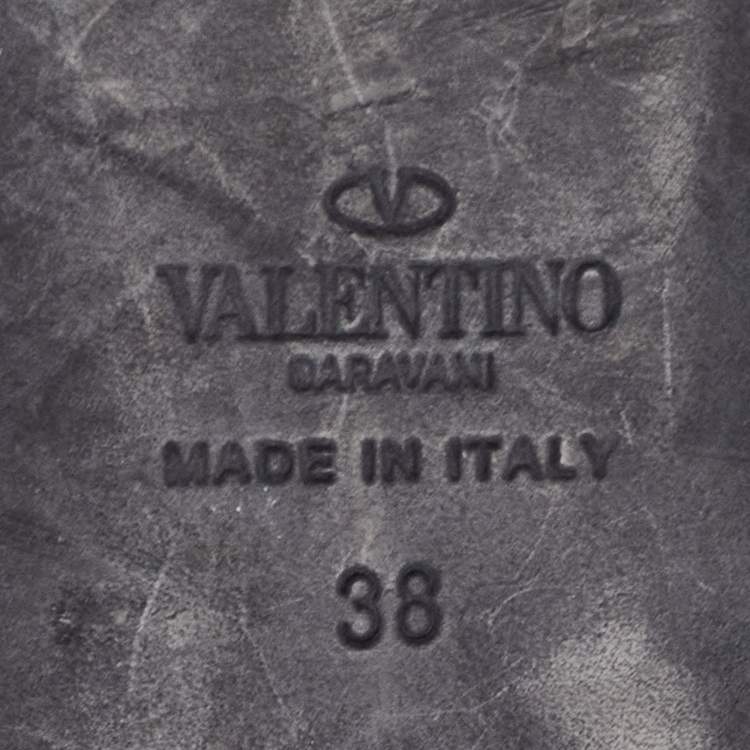 V
VALENTINO
GARAVANI
MADE IN ITALY
38